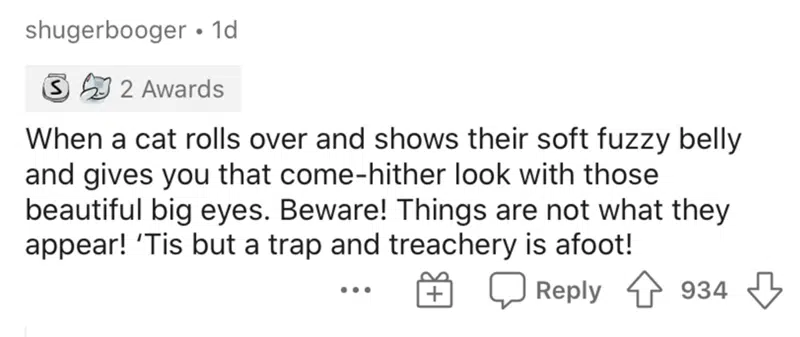 shugerbooger • 1d
S 2 Awards
When a cat rolls over and shows their soft fuzzy belly
and gives you that come-hither look with those
beautiful big eyes. Beware! Things are not what they
appear! ‘Tis but a trap and treachery is afoot!
Reply 934